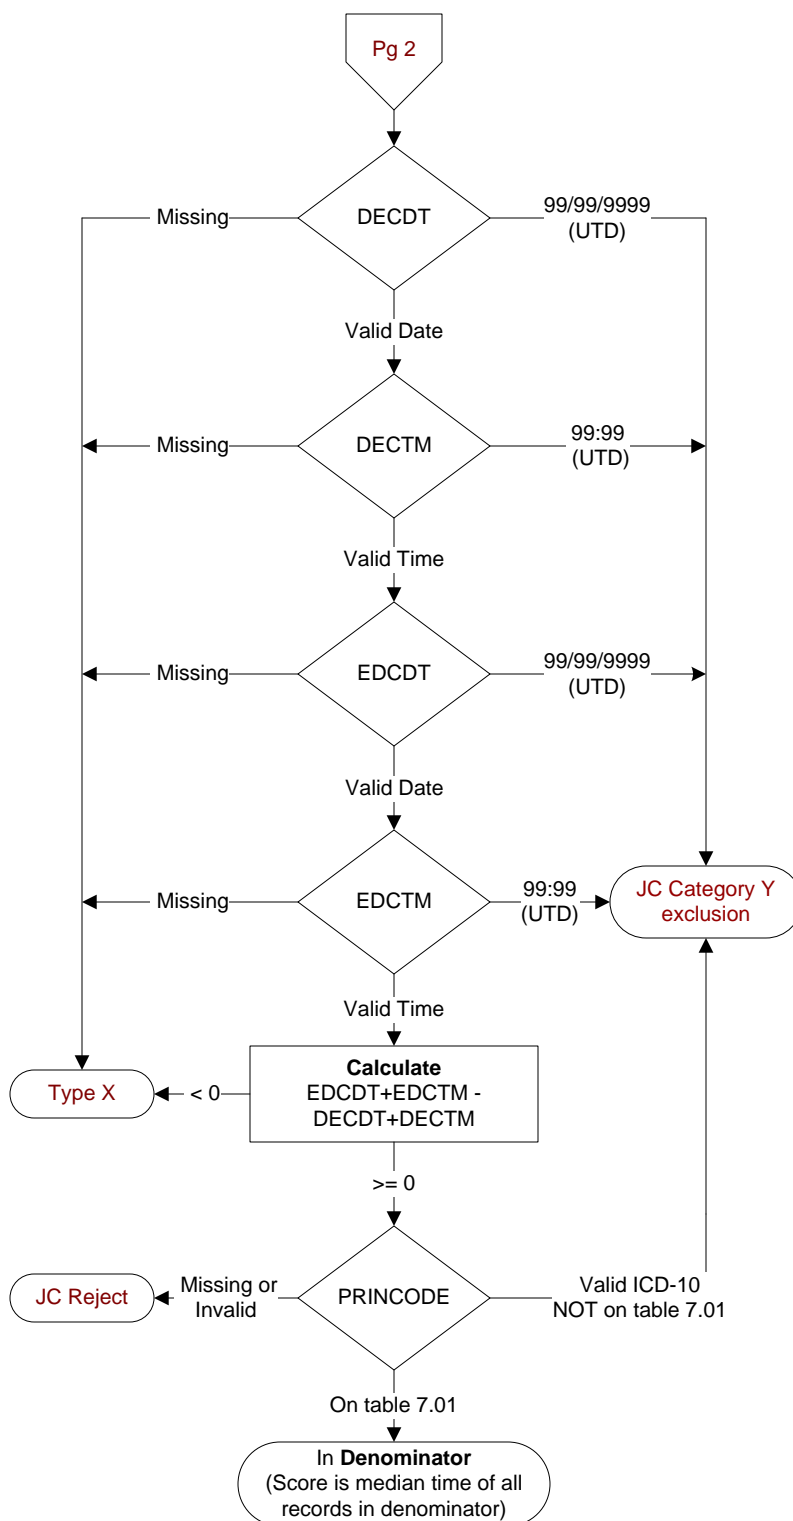 Pg 2
DECDT
Missing
99/99/9999
(UTD)
Valid Date
DECTM
Missing
99:99
(UTD)
Valid Time
EDCDT
Missing
99/99/9999
(UTD)
Valid Date
EDCTM
Missing
99:99
(UTD)
JC Category Y
exclusion
Valid Time
Calculate
EDCDT+EDCTM -
DECDT+DECTM
< 0
Type X
>= 0
PRINCODE
Missing or
Invalid
JC Reject
Valid ICD-10
NOT on table 7.01
On table 7.01
In Denominator
(Score is median time of all
records in denominator)